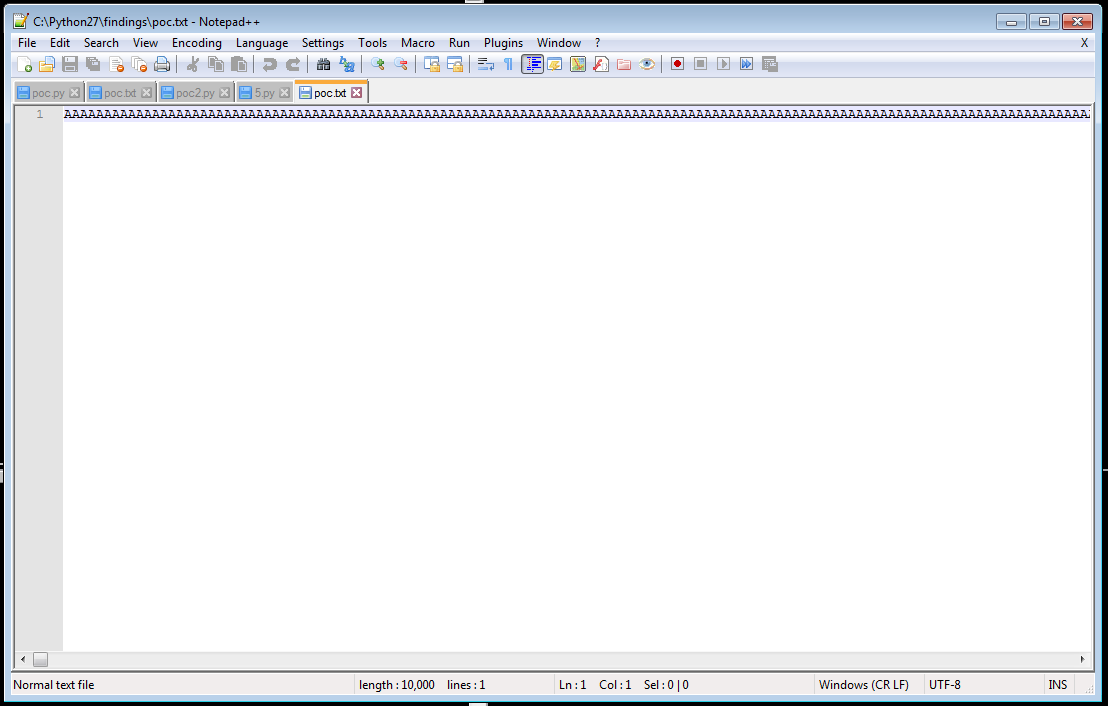 C:\Python27\findings\poc.txt - Notepad++
File Edit Search View Encoding Language Settings Tools Macro Run Plugins Window ? X
poc.py poc.txt poc2.py 5.py poc.txt
1 AAAAAAAAAAAAAAAAAAAAAAAAAAAAAAAAAAAAAAAAAAAAAAAAAAAAAAAAAAAAAAAAAAAAAAAAAAAAAAAAAAAAAAAAAAAAAAAAAAAAAAAAAAAAAAAAAAAAAAAAAAAAAAAA
Normal text file length : 10,000 lines : 1 Ln : 1 Col : 1 Sel : 0 | 0 Windows (CR LF) UTF-8 INS